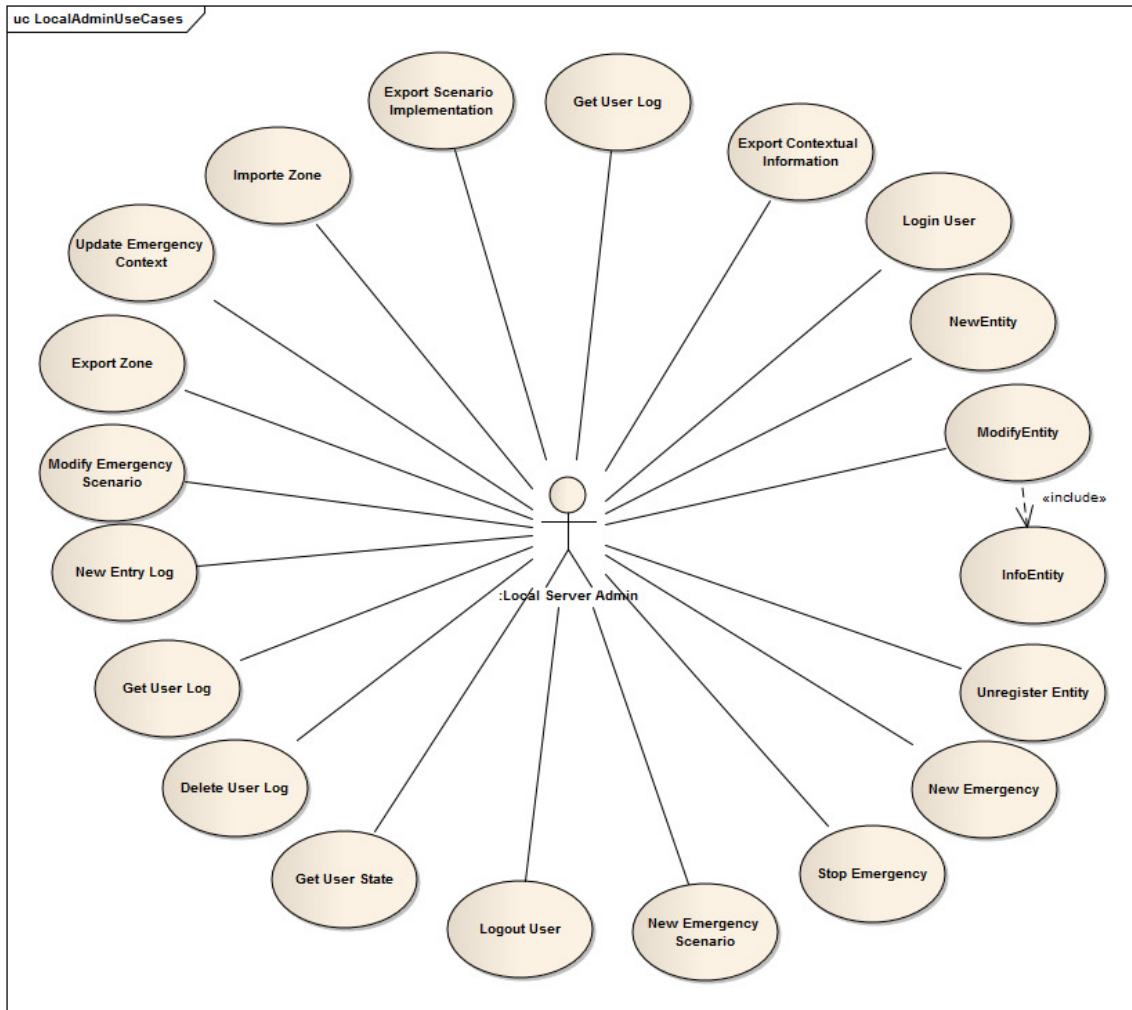 uc LocalAdminUseCases
Export Scenario
Implementation
Get User Log
Export Contextual
Information
Importe Zone
Login User
Update Emergency
Context
NewEntity
Export Zone
ModifyEntity
Modify Emergency
Scenario
«include»
New Entry Log
InfoEntity
:Local Server Admin
Get User Log
Unregister Entity
Delete User Log
New Emergency
Get User State
Stop Emergency
Logout User
New Emergency
Scenario